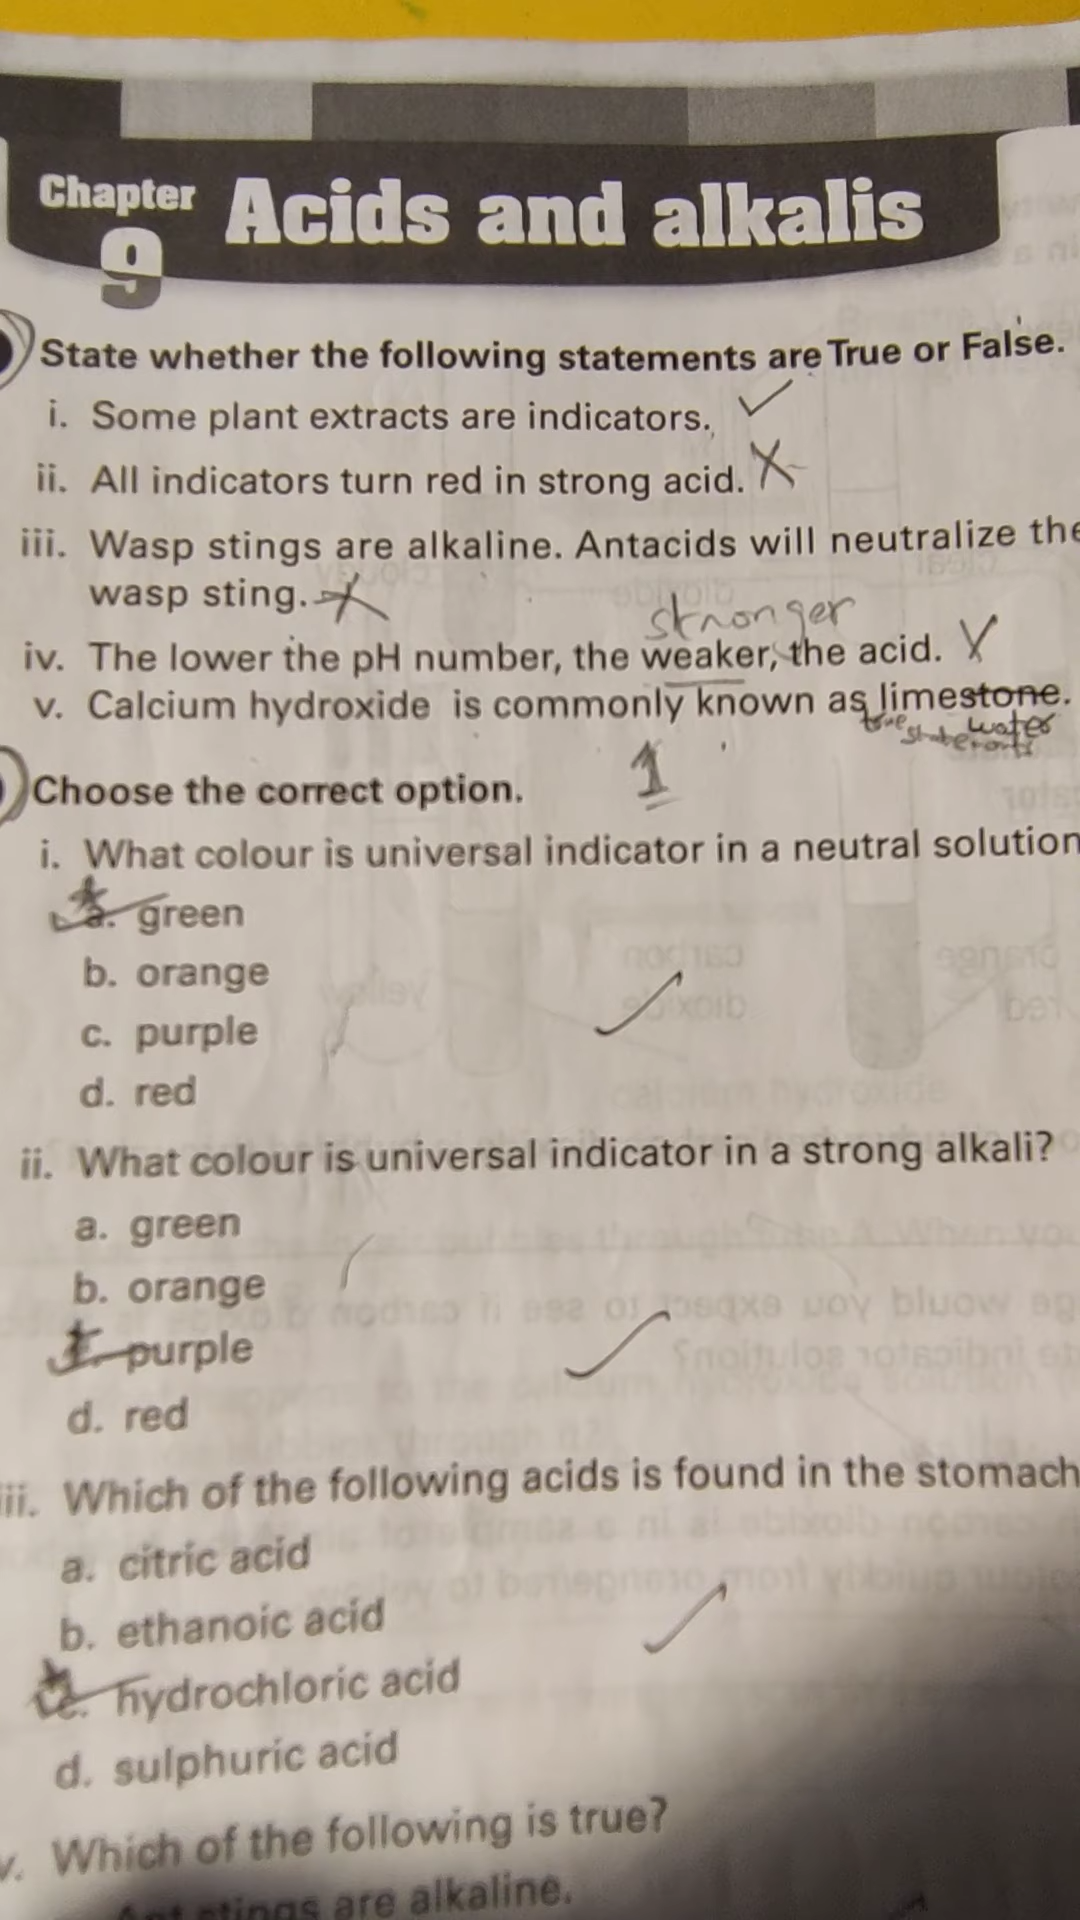 Chapter 9 Acids and alkalis
State whether the following statements are True or False.
i. Some plant extracts are indicators.
ii. All indicators turn red in strong acid.
iii. Wasp stings are alkaline. Antacids will neutralize the
wasp sting.
stronger
iv. The lower the pH number, the weaker, the acid.
v. Calcium hydroxide is commonly known as limestone.
true statements water
1
Choose the correct option.
i. What colour is universal indicator in a neutral solution
a. green
b. orange
c. purple
d. red
ii. What colour is universal indicator in a strong alkali?
a. green
b. orange
purple
d. red
iii. Which of the following acids is found in the stomach
a. citric acid
b. ethanoic acid
c. hydrochloric acid
d. sulphuric acid
v. Which of the following is true?
Ant stings are alkaline.